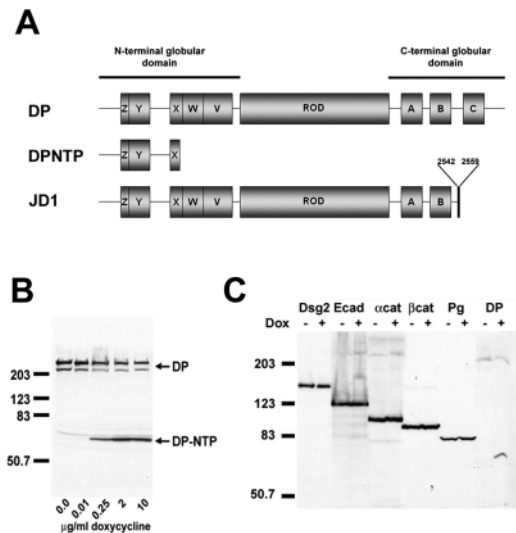 A
N-terminal globular domain
C-terminal globular domain
DP
Z Y X W V ROD A B C
DPNTP
Z Y X
2542 2559
JD1
Z Y X W V ROD A B
B
203
123
83
50.7
DP
DP-NTP
0.0 0.01 0.25 2 10
µg/ml doxycycline
C
Dsg2 Ecad αcat βcat Pg DP
Dox - + - + - + - + - + - +
203
123
83
50.7